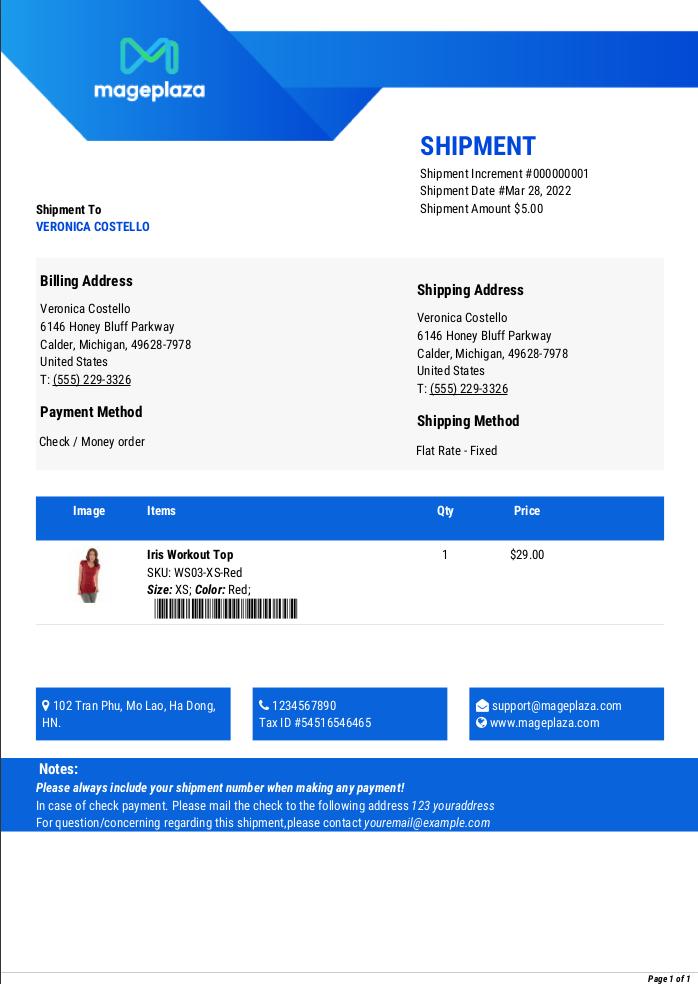 mageplaza
SHIPMENT
Shipment Increment #000000001
Shipment Date #Mar 28, 2022
Shipment Amount $5.00
Shipment To
VERONICA COSTELLO
Billing Address
Veronica Costello
6146 Honey Bluff Parkway
Calder, Michigan, 49628-7978
United States
T: (555) 229-3326
Payment Method
Check / Money order
Shipping Address
Veronica Costello
6146 Honey Bluff Parkway
Calder, Michigan, 49628-7978
United States
T: (555) 229-3326
Shipping Method
Flat Rate - Fixed
Image Items Qty Price
Iris Workout Top 1 $29.00
SKU: WS03-XS-Red
Size: XS; Color: Red;
102 Tran Phu, Mo Lao, Ha Dong,
HN.
1234567890
Tax ID #54516546465
support@mageplaza.com
www.mageplaza.com
Notes:
Please always include your shipment number when making any payment!
In case of check payment. Please mail the check to the following address 123 youraddress
For question/concerning regarding this shipment,please contact youremail@example.com
Page 1 of 1